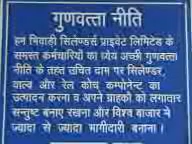 गुणवत्ता नीति
हम भिवाड़ी सिलेण्डर्स प्राइवेट लिमिटेड के
समस्त कर्मचारियों का ध्येय अच्छी गुणवत्ता
नीति के तहत उचित दाम पर सिलेण्डर,
वाल्व और रेल कोच कम्पोनेन्ट का
उत्पादन करना व अपने ग्राहकों को लगातार
सन्तुष्ट बनाए रखना और विश्व बाजार में
ज्यादा से ज्यादा भागीदारी बनाना।